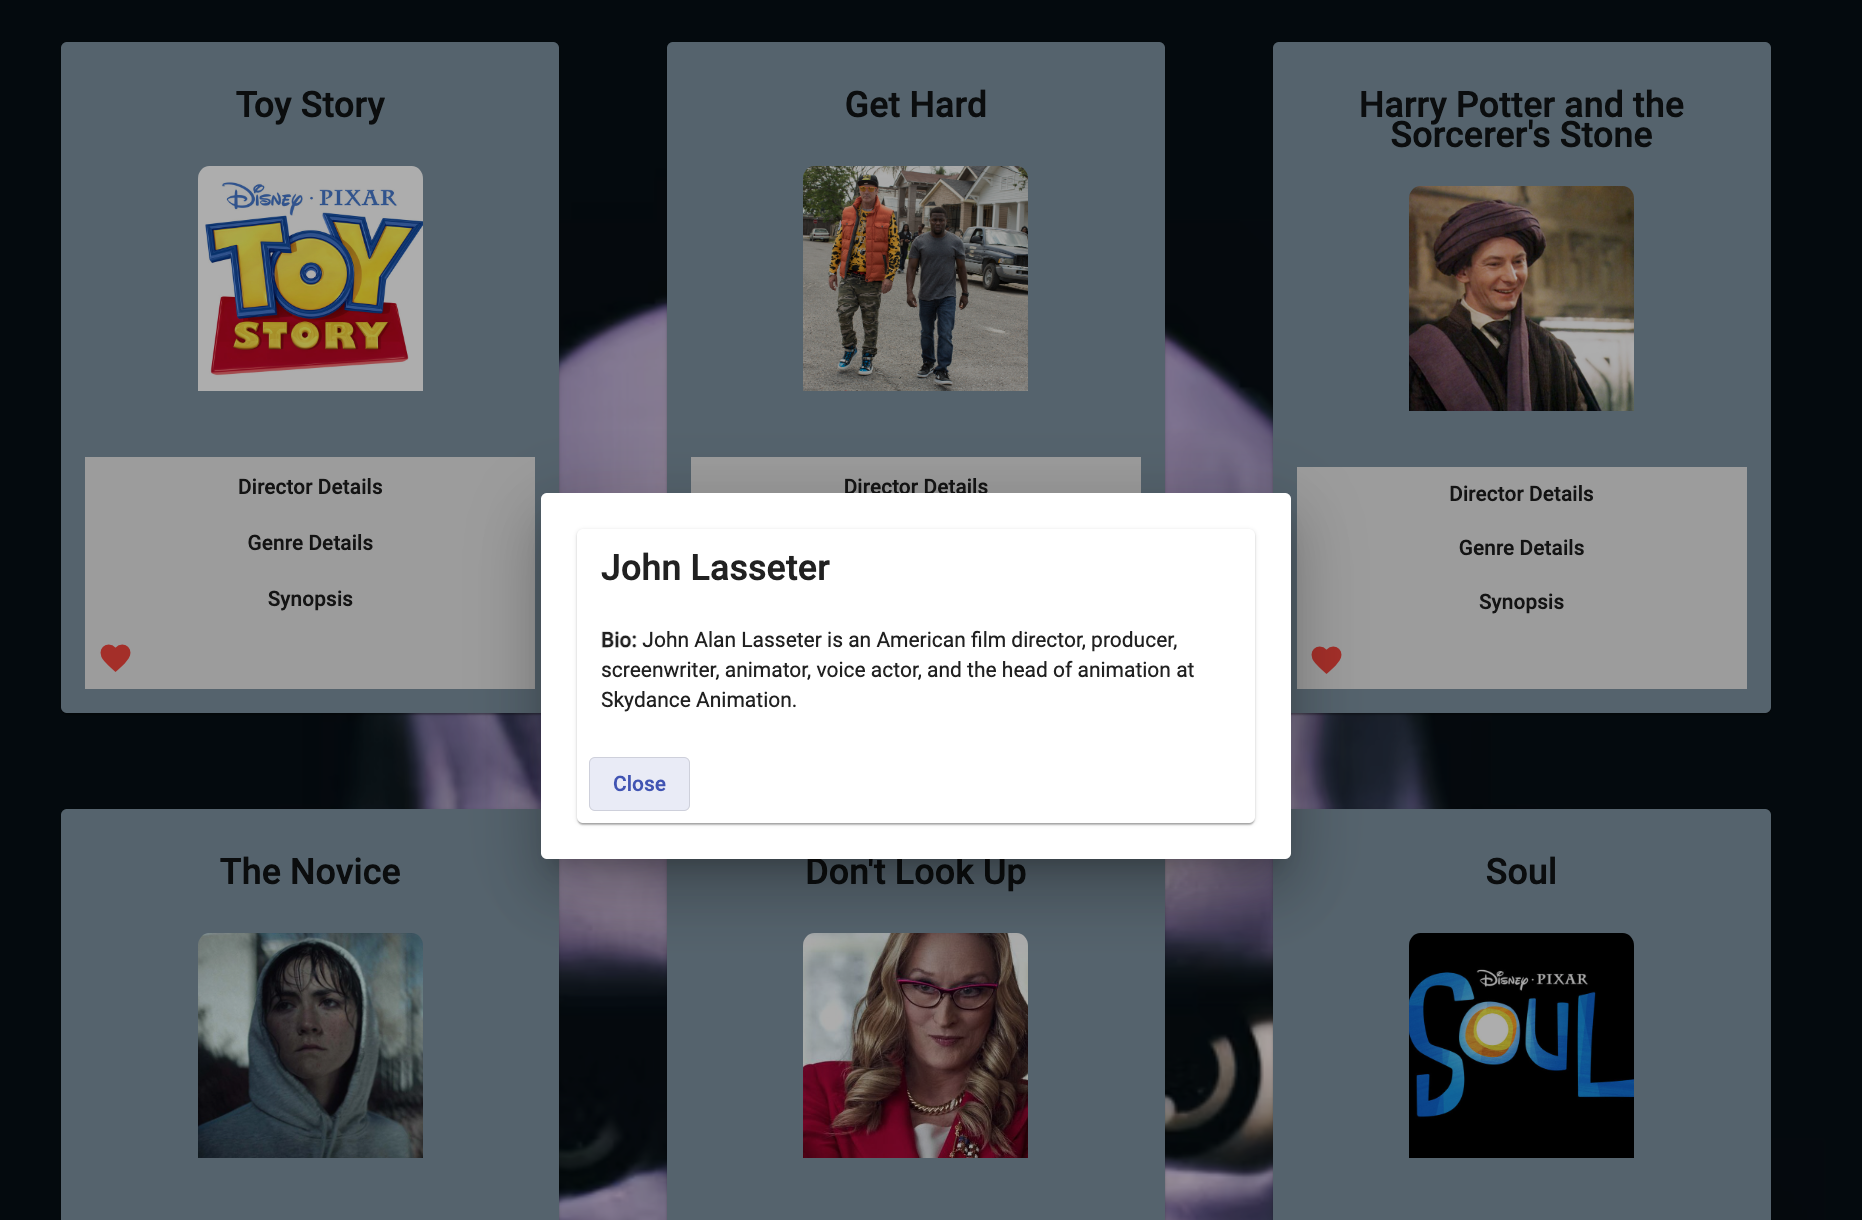 Toy Story
Get Hard
Harry Potter and the
Sorcerer's Stone
DISNEY · PIXAR
TOY
STORY
Director Details
Genre Details
Synopsis
Director Details
Director Details
Genre Details
Synopsis
John Lasseter
Bio: John Alan Lasseter is an American film director, producer,
screenwriter, animator, voice actor, and the head of animation at
Skydance Animation.
Close
The Novice
Don't Look Up
Soul
DISNEY · PIXAR
SOUL